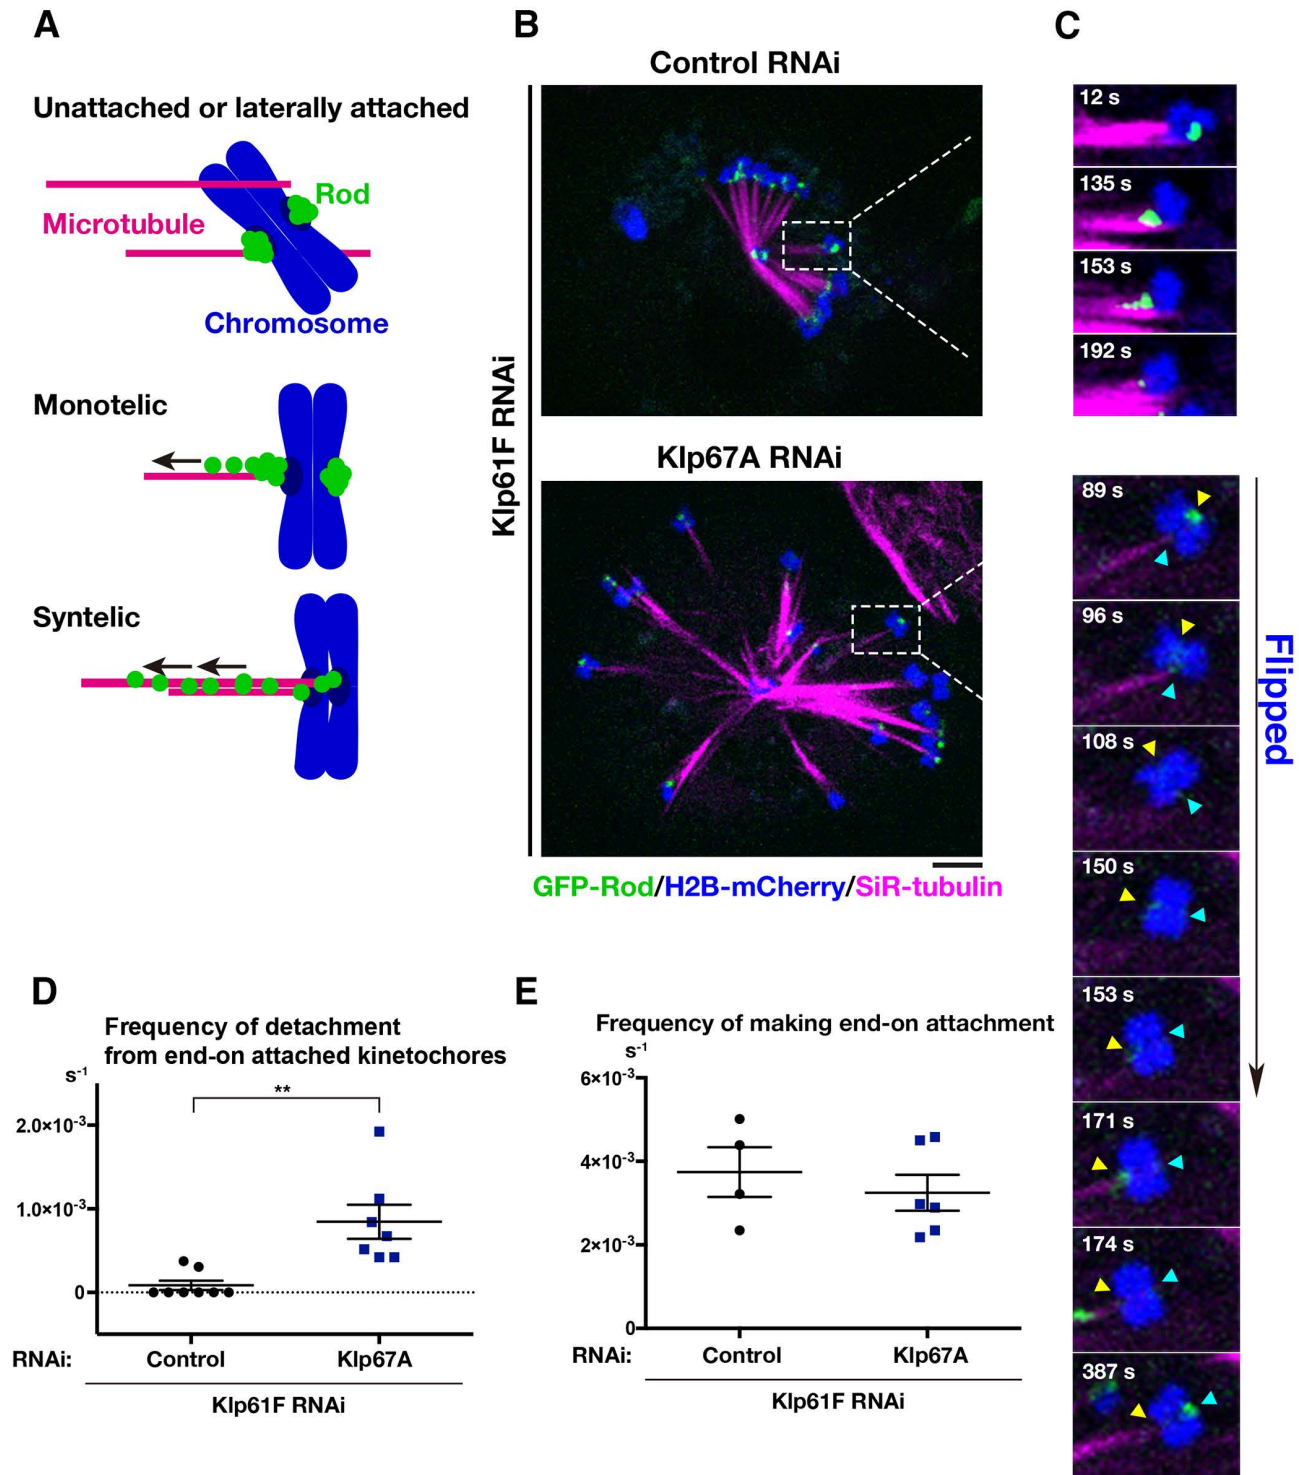 A
Unattached or laterally attached
Rod
Microtubule
Chromosome
Monotelic
Syntelic
B
Control RNAi
Klp61F RNAi
Klp67A RNAi
GFP-Rod/H2B-mCherry/SiR-tubulin
C
12 s
135 s
153 s
192 s
89 s
96 s
108 s
150 s
153 s
171 s
174 s
387 s
Flipped
D
Frequency of detachment
from end-on attached kinetochores
s⁻¹
**
2.0×10⁻³
1.0×10⁻³
0
RNAi: Control Klp67A
Klp61F RNAi
E
Frequency of making end-on attachment
s⁻¹
6×10⁻³
4×10⁻³
2×10⁻³
0
RNAi: Control Klp67A
Klp61F RNAi